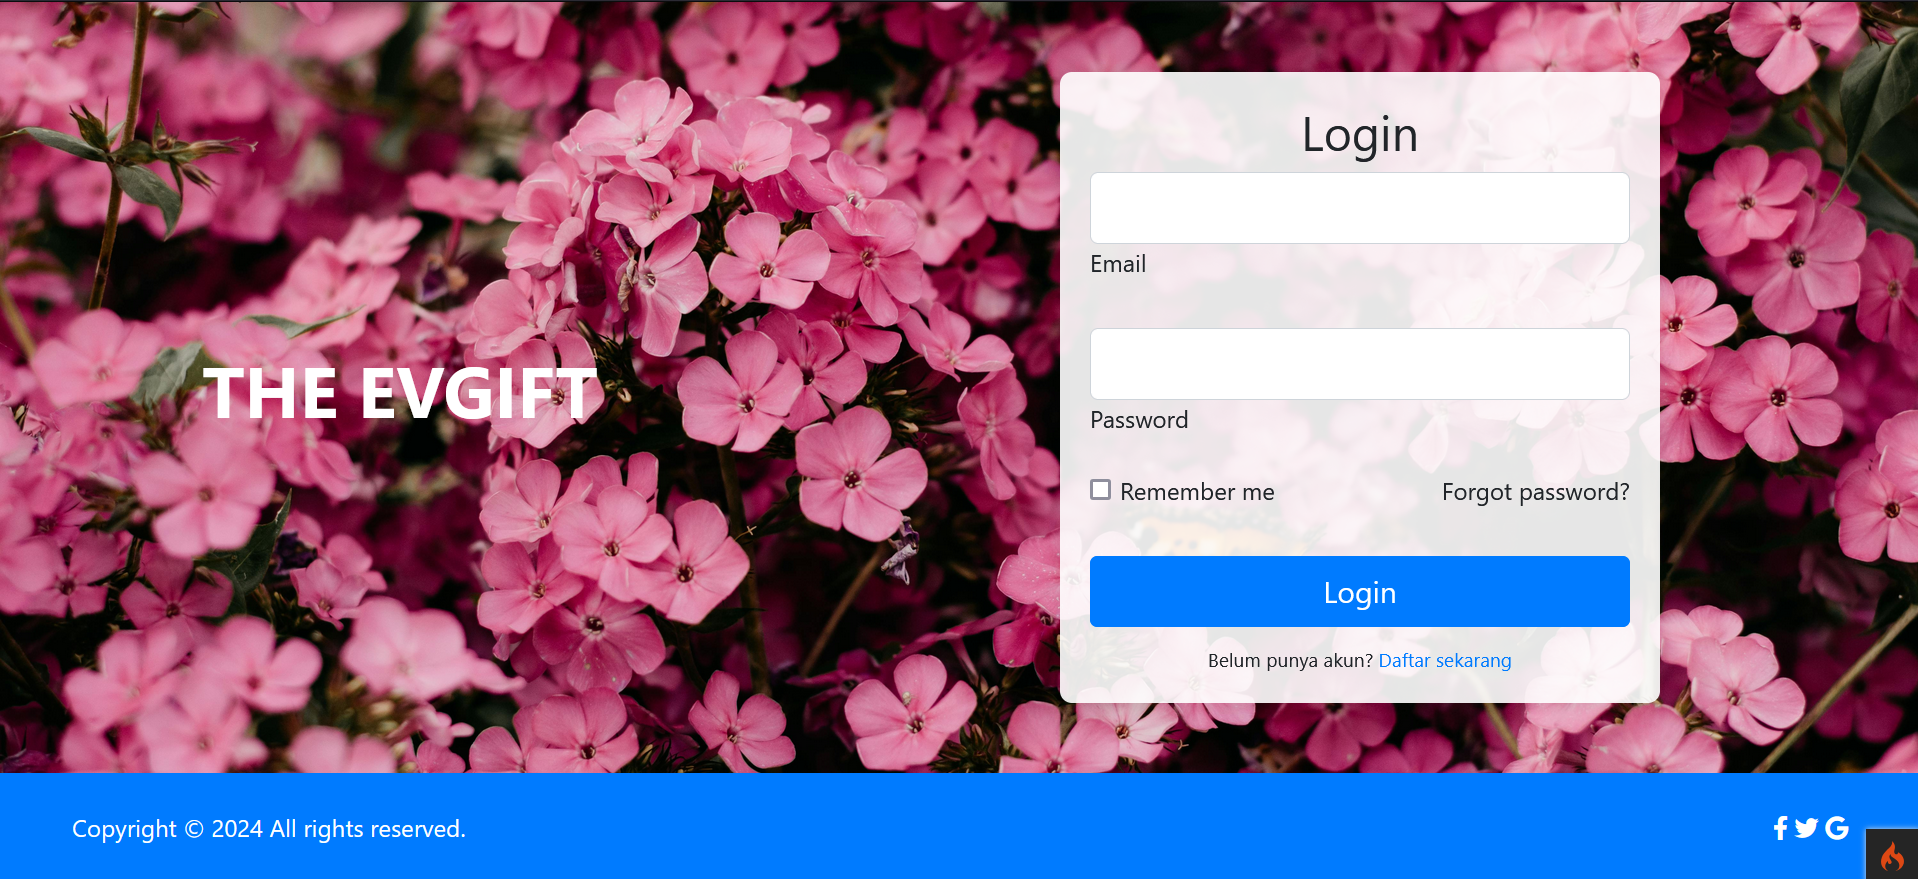 THE EVGIFT
Login
Email
Password
Remember me
Forgot password?
Login
Belum punya akun? Daftar sekarang
Copyright © 2024 All rights reserved.